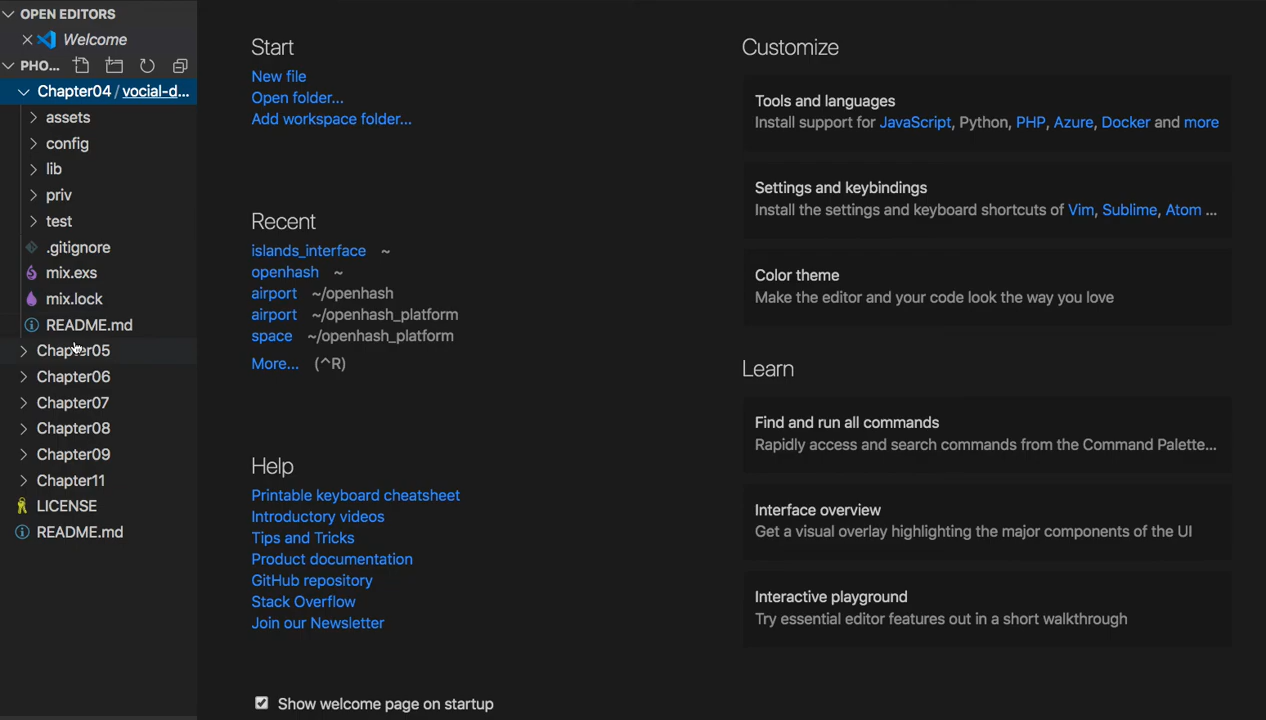 OPEN EDITORS
Welcome
PHO...
Chapter04 / vocial-d...
assets
config
lib
priv
test
.gitignore
mix.exs
mix.lock
README.md
Chapter05
Chapter06
Chapter07
Chapter08
Chapter09
Chapter11
LICENSE
README.md
Start
New file
Open folder...
Add workspace folder...
Recent
islands_interface ~
openhash ~
airport ~/openhash
airport ~/openhash_platform
space ~/openhash_platform
More... (^R)
Help
Printable keyboard cheatsheet
Introductory videos
Tips and Tricks
Product documentation
GitHub repository
Stack Overflow
Join our Newsletter
Show welcome page on startup
Customize
Tools and languages
Install support for JavaScript, Python, PHP, Azure, Docker and more
Settings and keybindings
Install the settings and keyboard shortcuts of Vim, Sublime, Atom ...
Color theme
Make the editor and your code look the way you love
Learn
Find and run all commands
Rapidly access and search commands from the Command Palette...
Interface overview
Get a visual overlay highlighting the major components of the UI
Interactive playground
Try essential editor features out in a short walkthrough